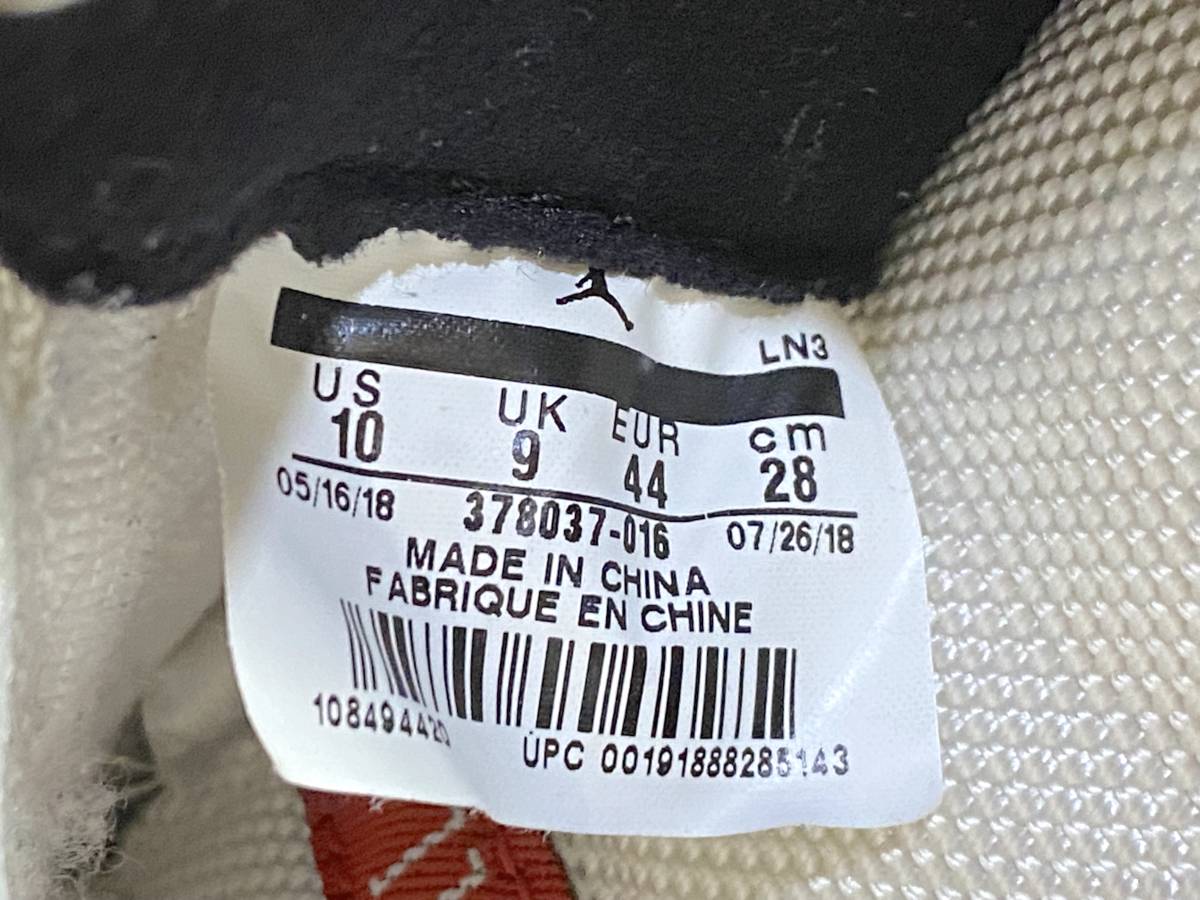 LN3
US UK EUR cm
10 9 44 28
05/16/18 378037-016 07/26/18
MADE IN CHINA
FABRIQUE EN CHINE
UPC